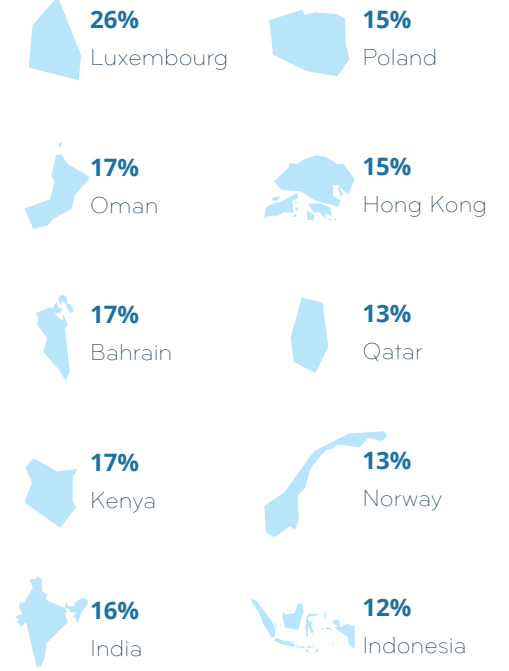 26%
Luxembourg
17%
Oman
17%
Bahrain
17%
Kenya
16%
India
15%
Poland
15%
Hong Kong
13%
Qatar
13%
Norway
12%
Indonesia